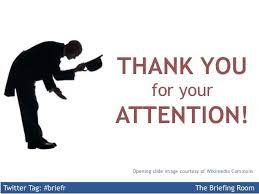 THANK YOU
for your
ATTENTION!
Opening slide image courtesy of Wikimedia Commons
Twitter Tag: #briefr The Briefing Room